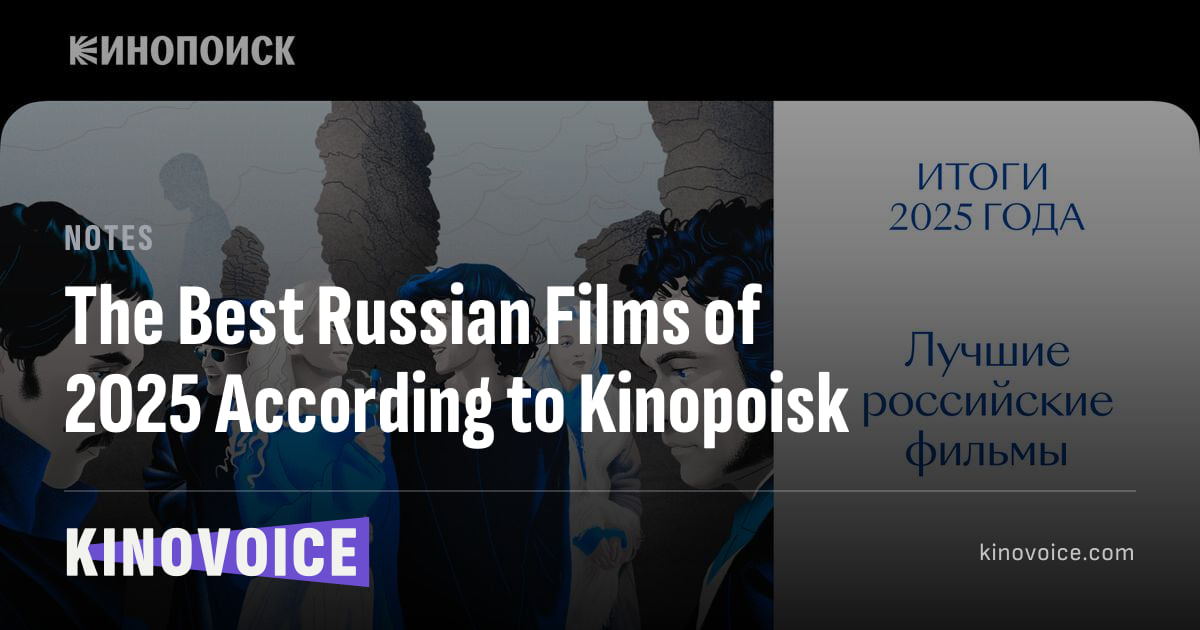 КИНОПОИСК
ИТОГИ
2025 ГОДА
NOTES
The Best Russian Films of
2025 According to Kinopoisk
Лучшие
российские
фильмы
KINOVOICE
kinovoice.com